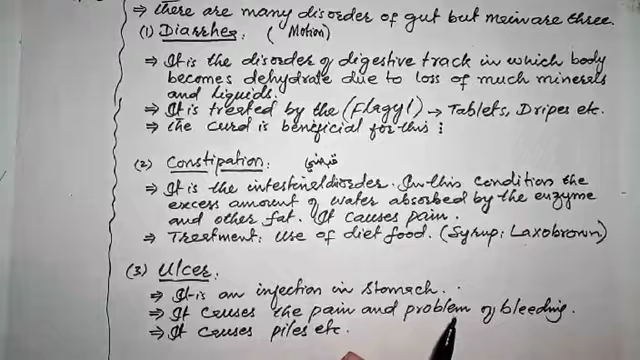 ⇒ there are many disorder of gut but mein are three.
(1) Diarrhea: (Motion)
⇒ It is the disorder of digestive track in which body
becomes dehydrate due to loss of much minerals
and liquids.
⇒ It is treated by the (Flagyl) → Tablets, Dripes etc.
⇒ the curd is beneficial for this :
(2) Constipation: قبضی
⇒ It is the intestinel disorder. In this condition the
excess amount of water absorbed by the enzyme
and other fat. It causes pain.
⇒ Treatment: Use of diet food. (Syrup: Laxobrown)
(3) Ulcer:
⇒ It is an infection in stomach.
⇒ It causes the pain and problem of bleeding.
⇒ It causes piles etc.